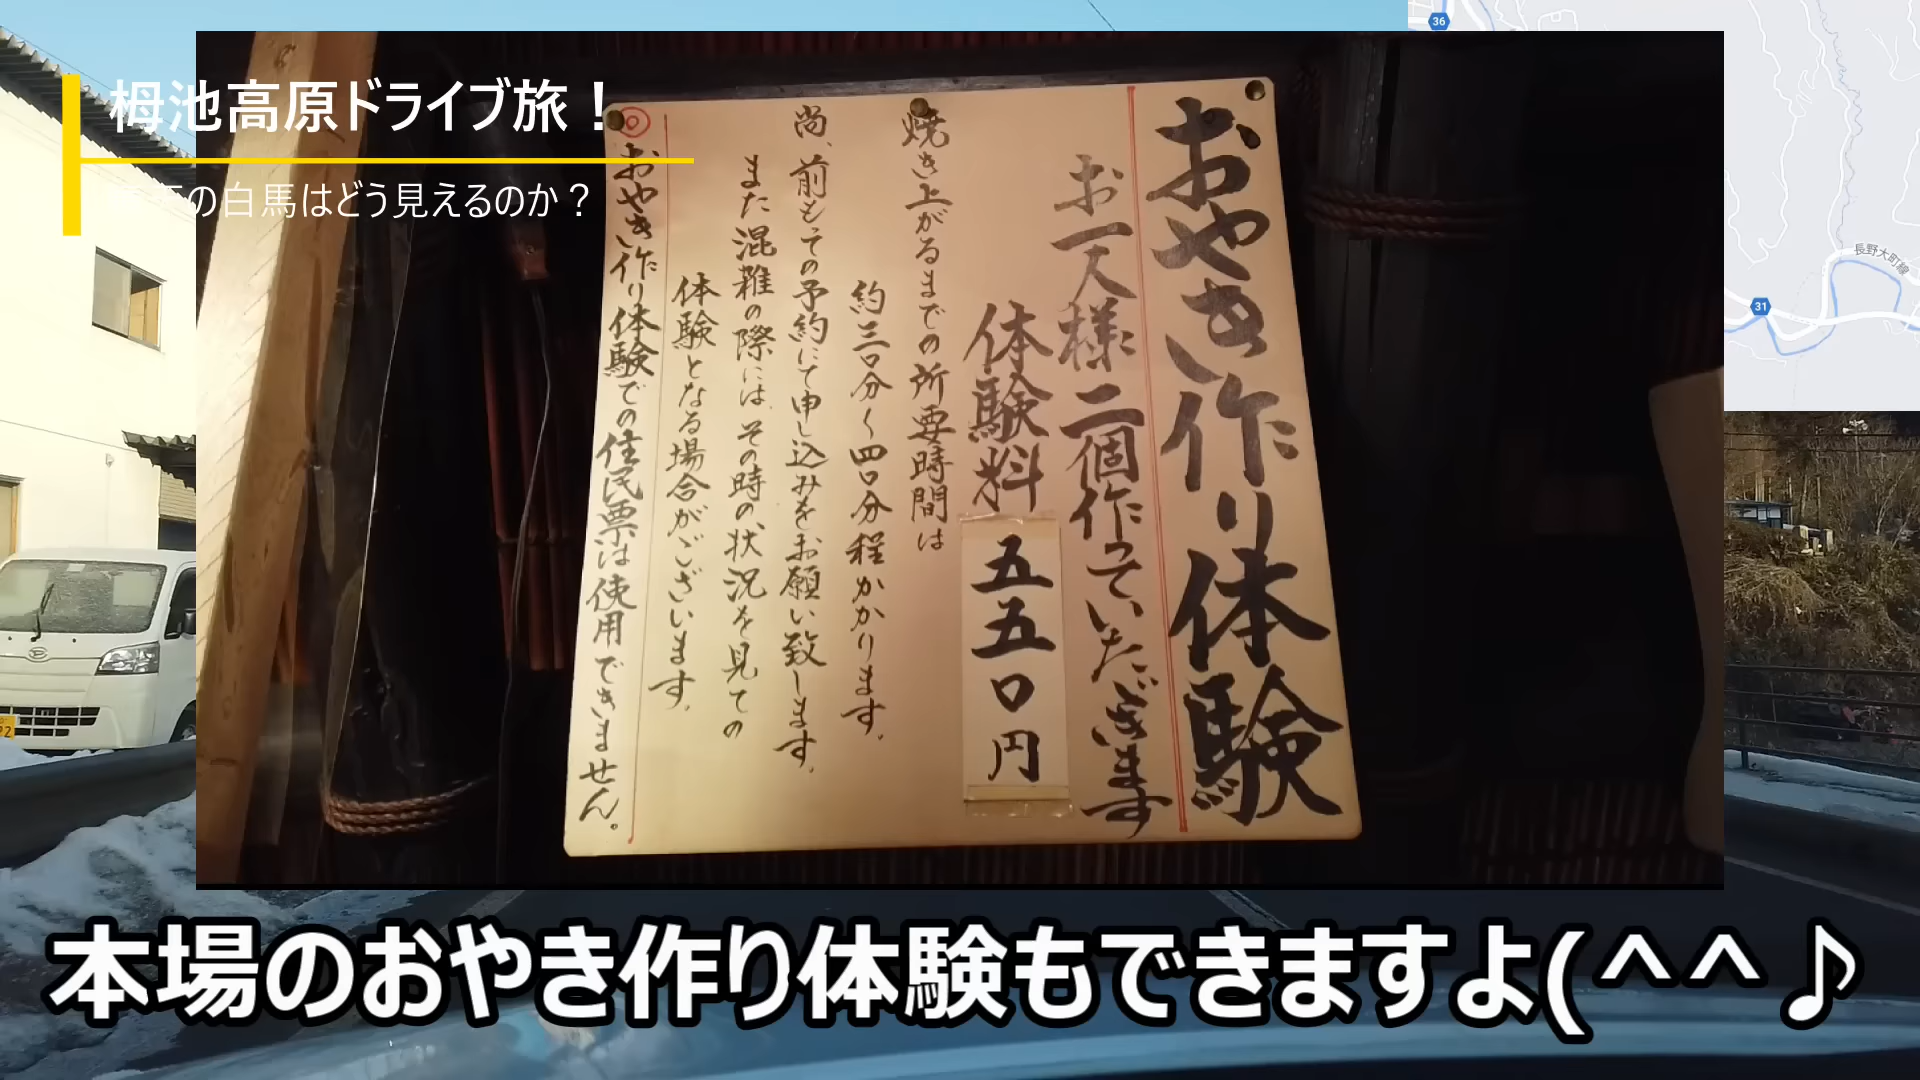 栂池高原ドライブ旅！
の白馬はどう見えるのか？
おやき作り体験
お一人様二個作っていただきます
体験料
五五〇円
焼き上がるまでの所要時間は
約三〇分～四〇分程かかります。
尚、前もっての予約にて申し込みをお願い致します。
また混雑の際には、その時の状況を見ての
体験となる場合がございます。
◎おやき作り体験での住民票は使用できません。
本場のおやき作り体験もできますよ(^^♪
36
31
長野大町線